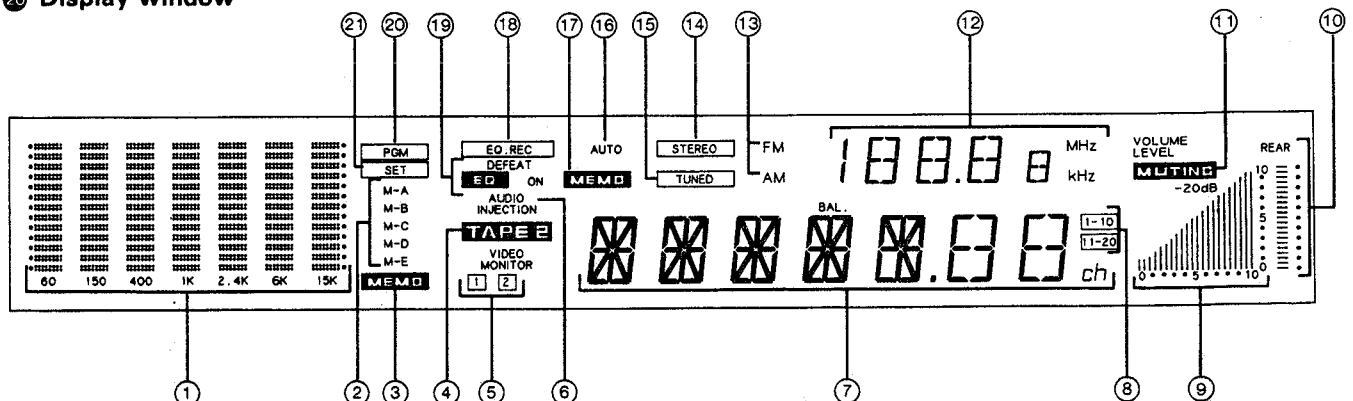 20 Display window
21 20 19 18 17 16 15 14 13 12 11 10
PGM EQ.REC AUTO STEREO FM 188.8 MHz VOLUME LEVEL REAR
SET DEFEAT EQ ON MEMO TUNED AM 8 kHz MUTING 10
-20dB
M-A AUDIO INJECTION BAL.
M-B
M-C TAPE 2 1-10 5
M-D VIDEO MONITOR 11-20
M-E 1 2 ch 0
60 150 400 1K 2.4K 6K 15K MEMO 0 5 10
1 2 3 4 5 6 7 8 9